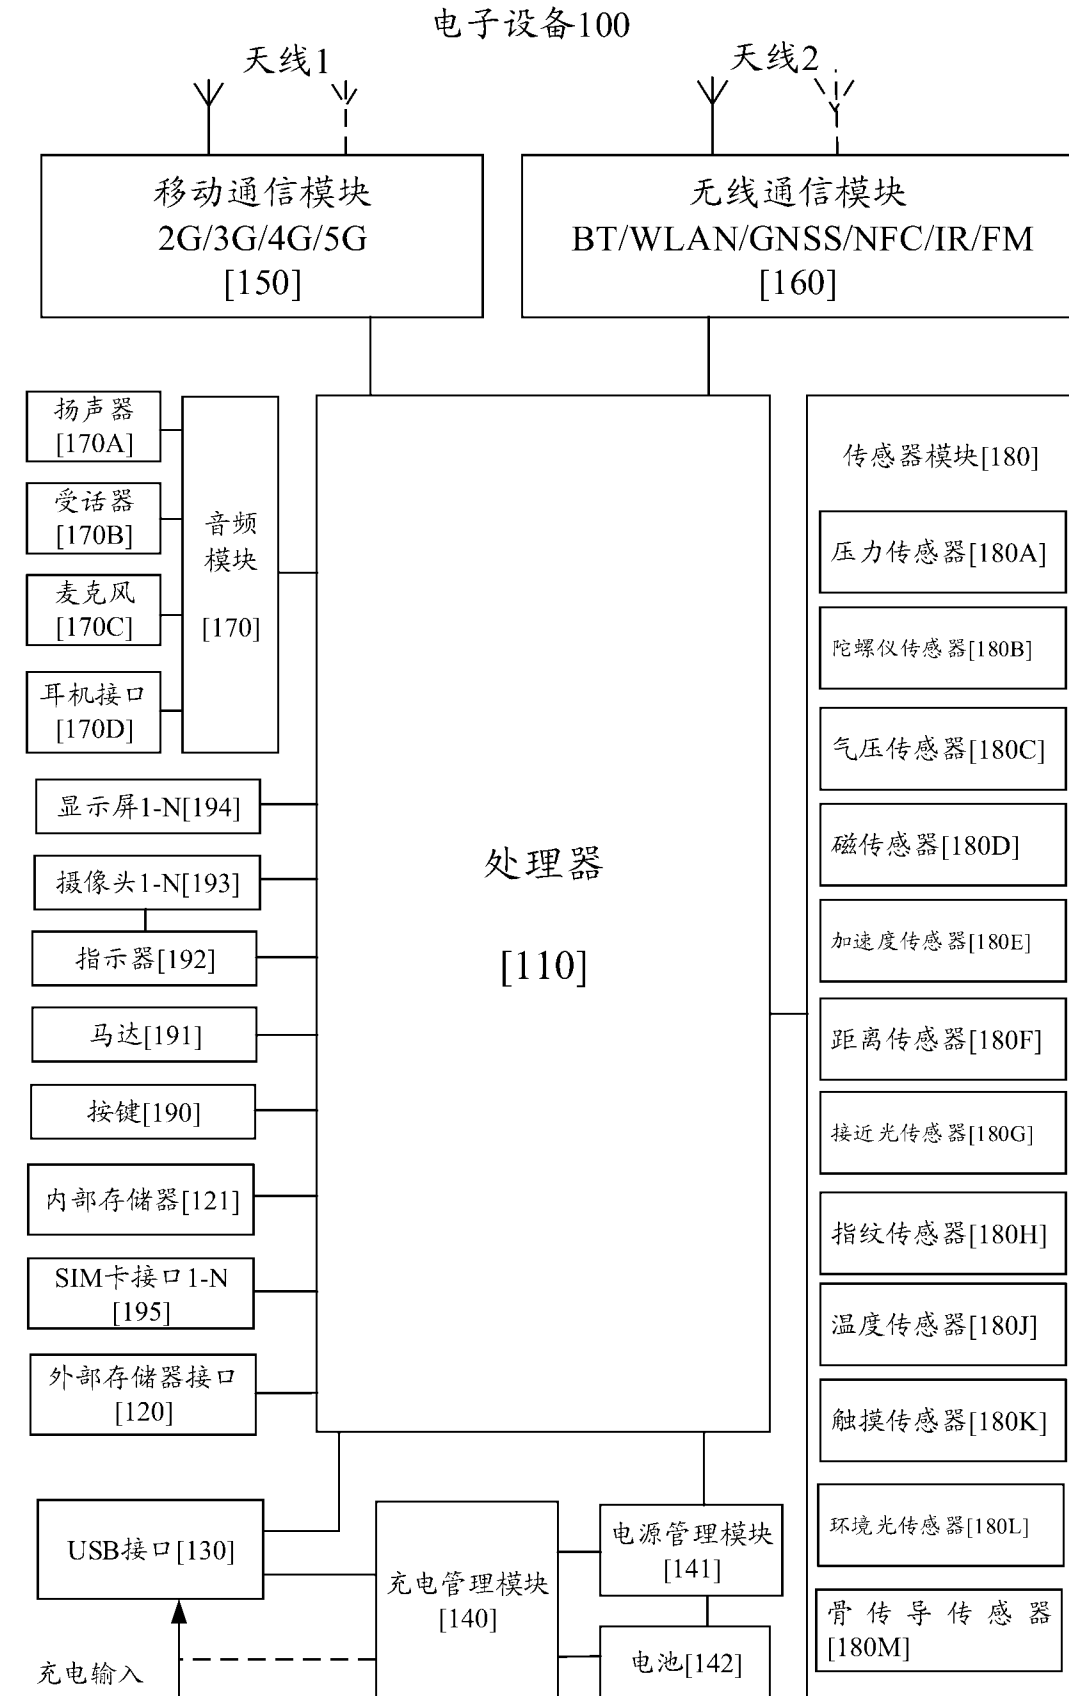 电子设备100
天线1
天线2
移动通信模块
2G/3G/4G/5G
[150]
无线通信模块
BT/WLAN/GNSS/NFC/IR/FM
[160]
扬声器
[170A]
受话器
[170B]
麦克风
[170C]
耳机接口
[170D]
音频
模块
[170]
显示屏1-N[194]
摄像头1-N[193]
指示器[192]
马达[191]
按键[190]
内部存储器[121]
SIM卡接口1-N
[195]
外部存储器接口
[120]
处理器
[110]
传感器模块[180]
压力传感器[180A]
陀螺仪传感器[180B]
气压传感器[180C]
磁传感器[180D]
加速度传感器[180E]
距离传感器[180F]
接近光传感器[180G]
指纹传感器[180H]
温度传感器[180J]
触摸传感器[180K]
环境光传感器[180L]
骨传导传感器
[180M]
USB接口[130]
充电管理模块
[140]
电源管理模块
[141]
电池[142]
充电输入